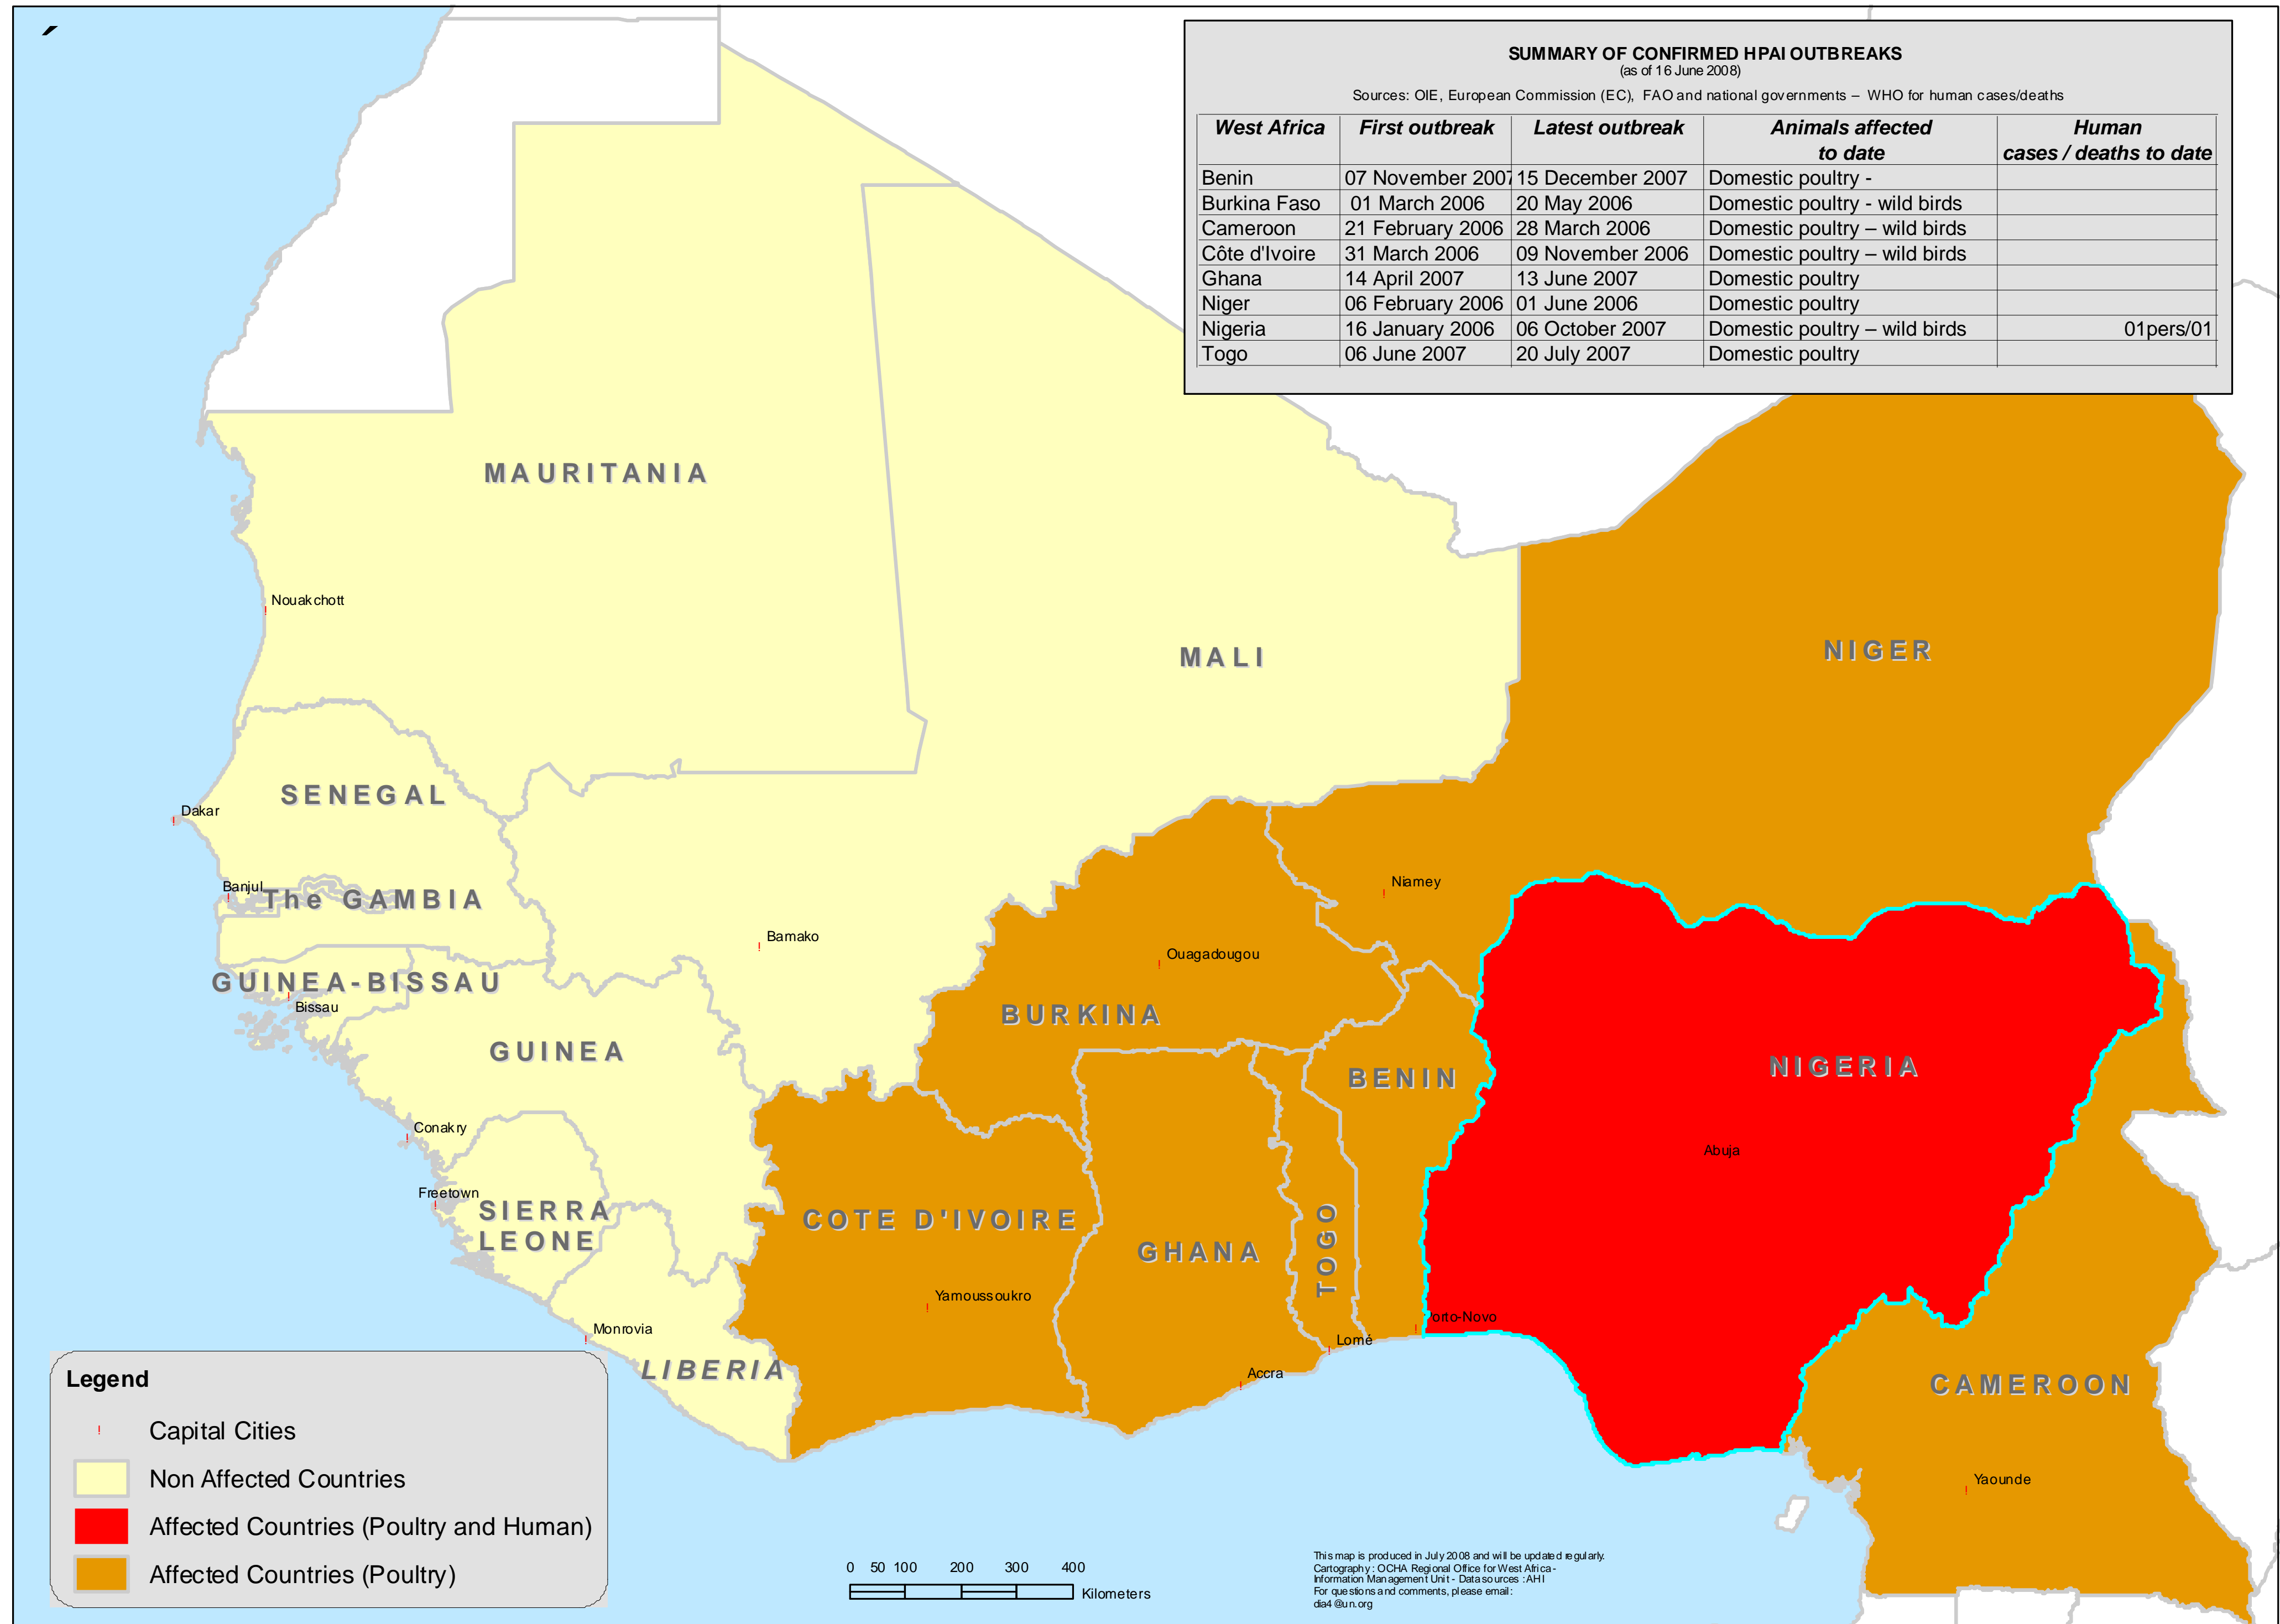 SUMMARY OF CONFIRMED HPAI OUTBREAKS
(as of 16 June 2008)
Sources: OIE, European Commission (EC), FAO and national governments – WHO for human cases/deaths
West Africa First outbreak Latest outbreak Animals affected to date Human cases / deaths to date
Benin 07 November 2007 15 December 2007 Domestic poultry -
Burkina Faso 01 March 2006 20 May 2006 Domestic poultry - wild birds
Cameroon 21 February 2006 28 March 2006 Domestic poultry – wild birds
Côte d'Ivoire 31 March 2006 09 November 2006 Domestic poultry – wild birds
Ghana 14 April 2007 13 June 2007 Domestic poultry
Niger 06 February 2006 01 June 2006 Domestic poultry
Nigeria 16 January 2006 06 October 2007 Domestic poultry – wild birds 01pers/01
Togo 06 June 2007 20 July 2007 Domestic poultry
MAURITANIA
Nouakchott
MALI
NIGER
SENEGAL
Dakar
Banjul
The GAMBIA
Niamey
Bamako
Ouagadougou
GUINEA-BISSAU
Bissau
BURKINA
GUINEA
BENIN
NIGERIA
Conakry
Abuja
Freetown
SIERRA
LEONE
COTE D'IVOIRE
GHANA
TOGO
Yamoussoukro
Porto-Novo
Monrovia
Lomé
LIBERIA
Accra
CAMEROON
Yaounde
Legend
Capital Cities
Non Affected Countries
Affected Countries (Poultry and Human)
Affected Countries (Poultry)
0 50 100 200 300 400
Kilometers
This map is produced in July 2008 and will be updated regularly.
Cartography : OCHA Regional Office for West Africa -
Information Management Unit - Data sources : AHI
For questions and comments, please email :
dia4@un.org